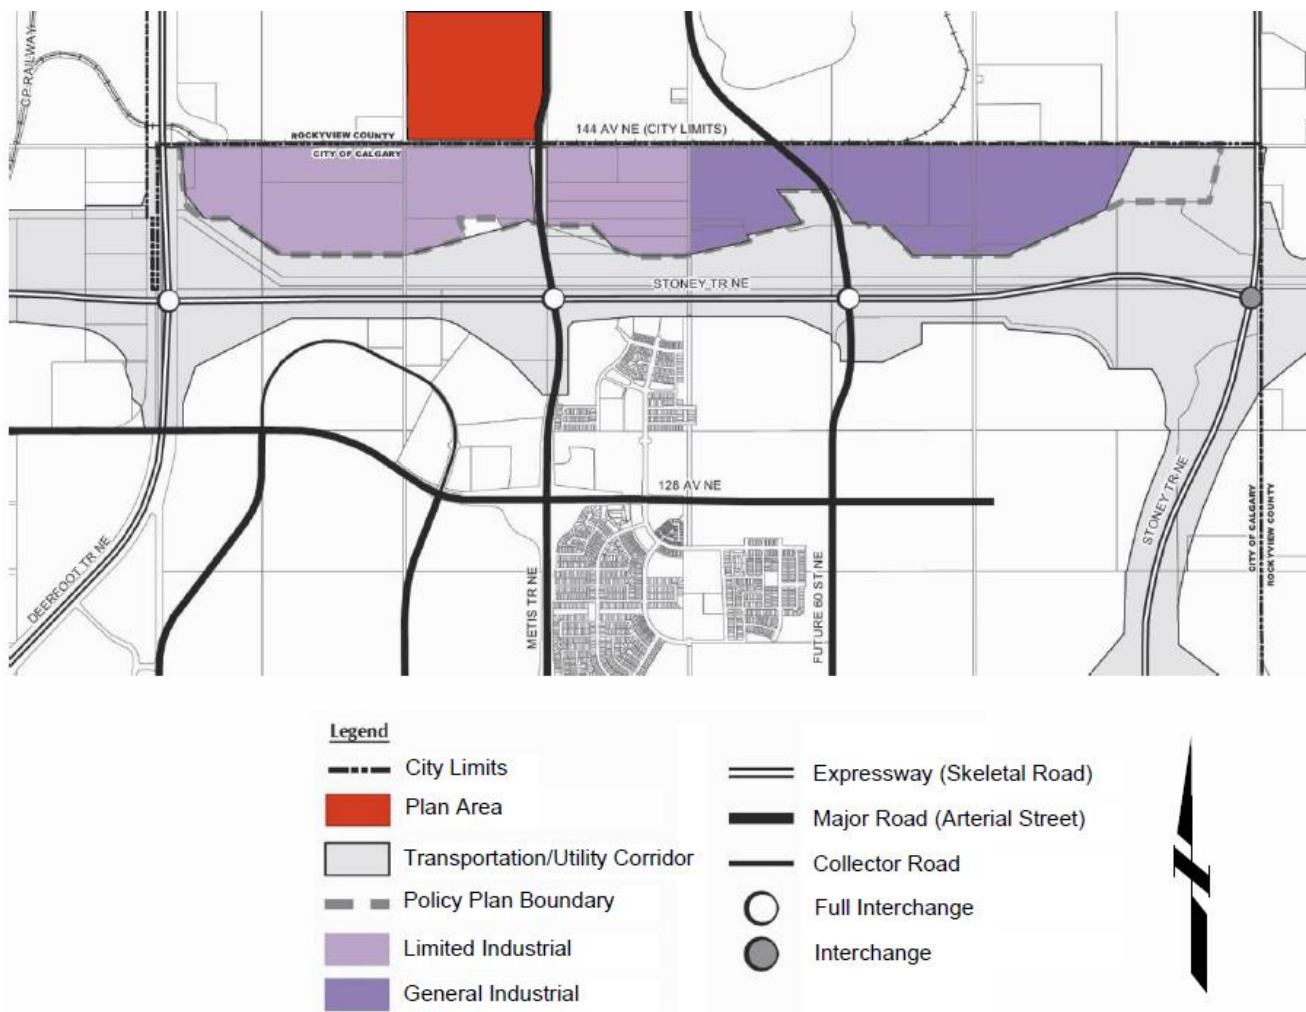 CP RAILWAY
ROCKYVIEW COUNTY
CITY OF CALGARY
144 AV NE (CITY LIMITS)
STONEY TR NE
128 AV NE
DEERFOOT TR NE
METIS TR NE
FUTURE 60 ST NE
STONEY TR NE
CITY OF CALGARY
ROCKYVIEW COUNTY
Legend
City Limits
Plan Area
Transportation/Utility Corridor
Policy Plan Boundary
Limited Industrial
General Industrial
Expressway (Skeletal Road)
Major Road (Arterial Street)
Collector Road
Full Interchange
Interchange